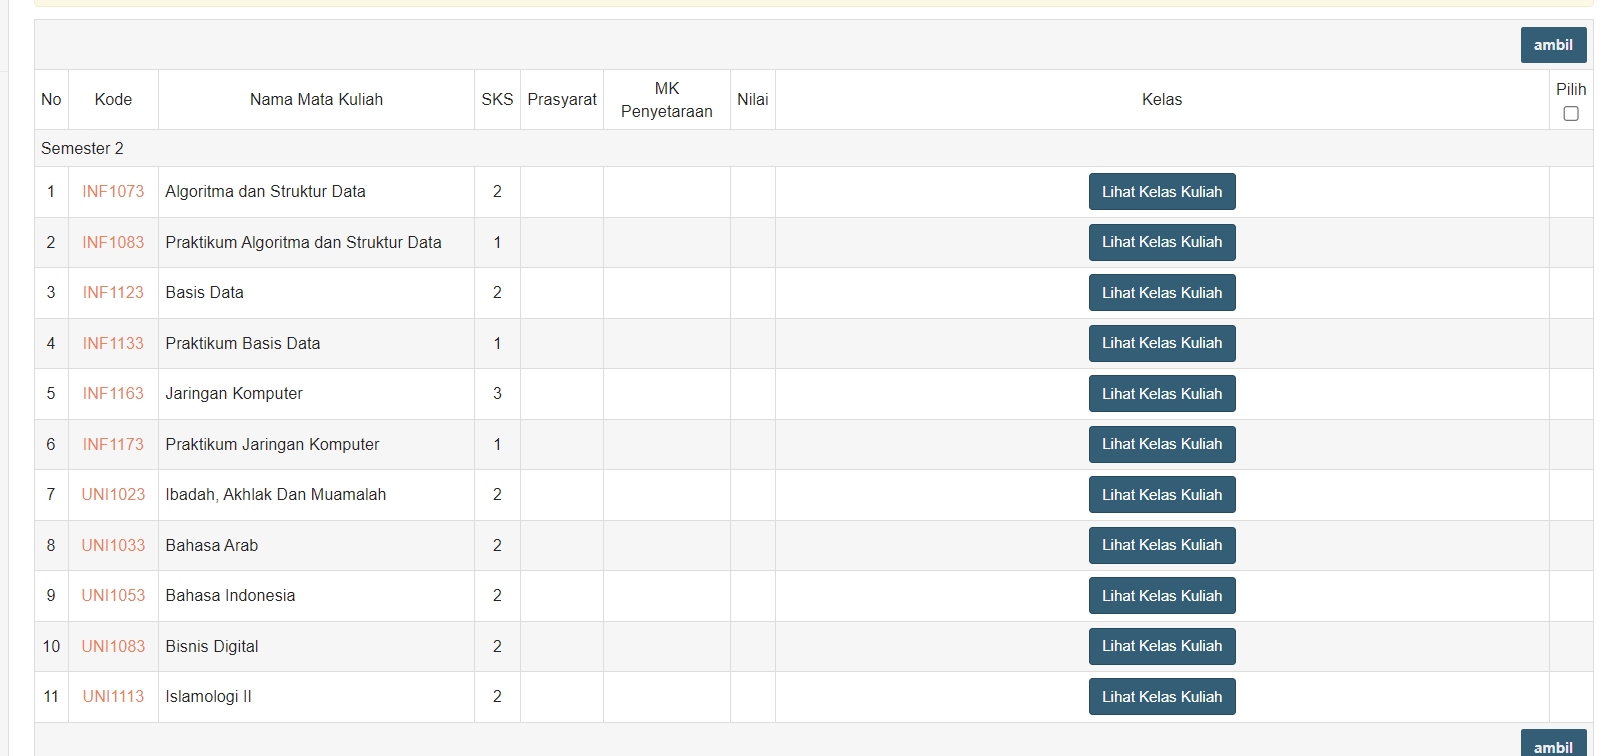 ambil
No Kode Nama Mata Kuliah SKS Prasyarat MK Penyetaraan Nilai Kelas Pilih
Semester 2
1 INF1073 Algoritma dan Struktur Data 2 Lihat Kelas Kuliah
2 INF1083 Praktikum Algoritma dan Struktur Data 1 Lihat Kelas Kuliah
3 INF1123 Basis Data 2 Lihat Kelas Kuliah
4 INF1133 Praktikum Basis Data 1 Lihat Kelas Kuliah
5 INF1163 Jaringan Komputer 3 Lihat Kelas Kuliah
6 INF1173 Praktikum Jaringan Komputer 1 Lihat Kelas Kuliah
7 UNI1023 Ibadah, Akhlak Dan Muamalah 2 Lihat Kelas Kuliah
8 UNI1033 Bahasa Arab 2 Lihat Kelas Kuliah
9 UNI1053 Bahasa Indonesia 2 Lihat Kelas Kuliah
10 UNI1083 Bisnis Digital 2 Lihat Kelas Kuliah
11 UNI1113 Islamologi II 2 Lihat Kelas Kuliah
ambil